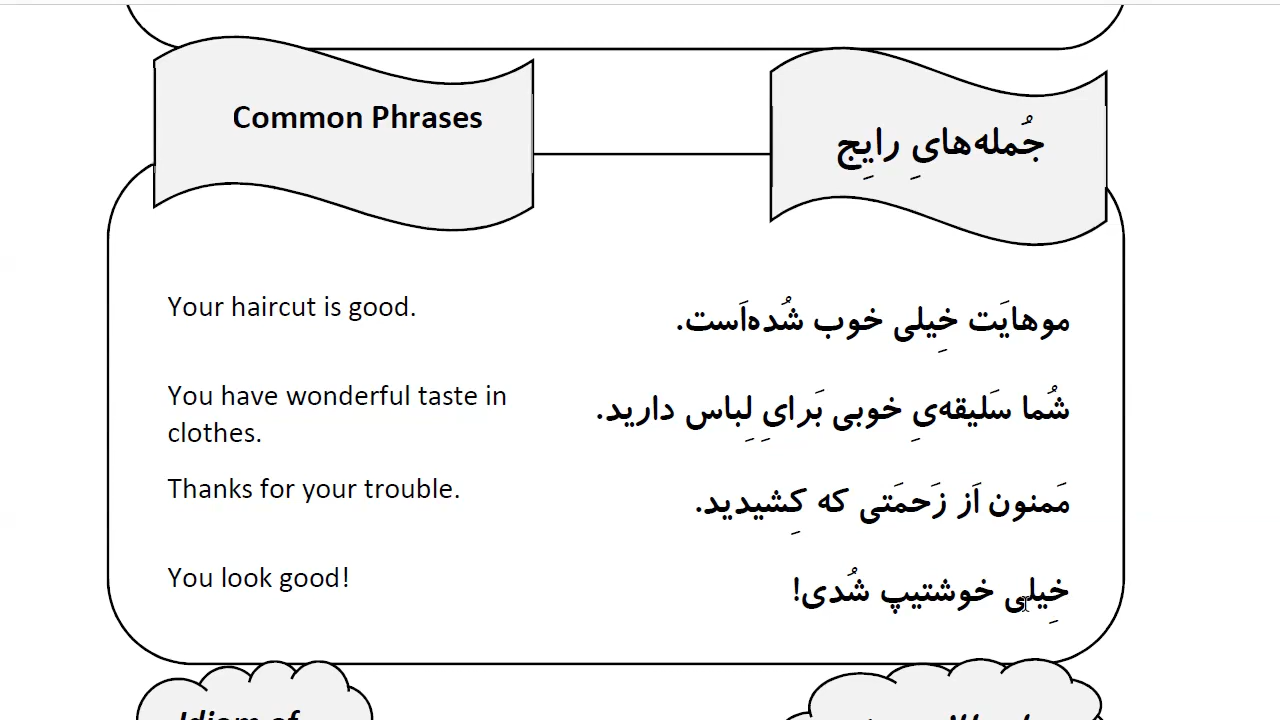 Common Phrases
جُمله‌هایِ رایِج
Your haircut is good.
موهایَت خِیلی خوب شُده‌اَست.
You have wonderful taste in
clothes.
شُما سَلیقه‌یِ خوبی بَرایِ لِباس دارید.
Thanks for your trouble.
مَمنون اَز زَحمَتی که کِشیدید.
You look good!
خِیلی خوشتیپ شُدی!
Idiom of